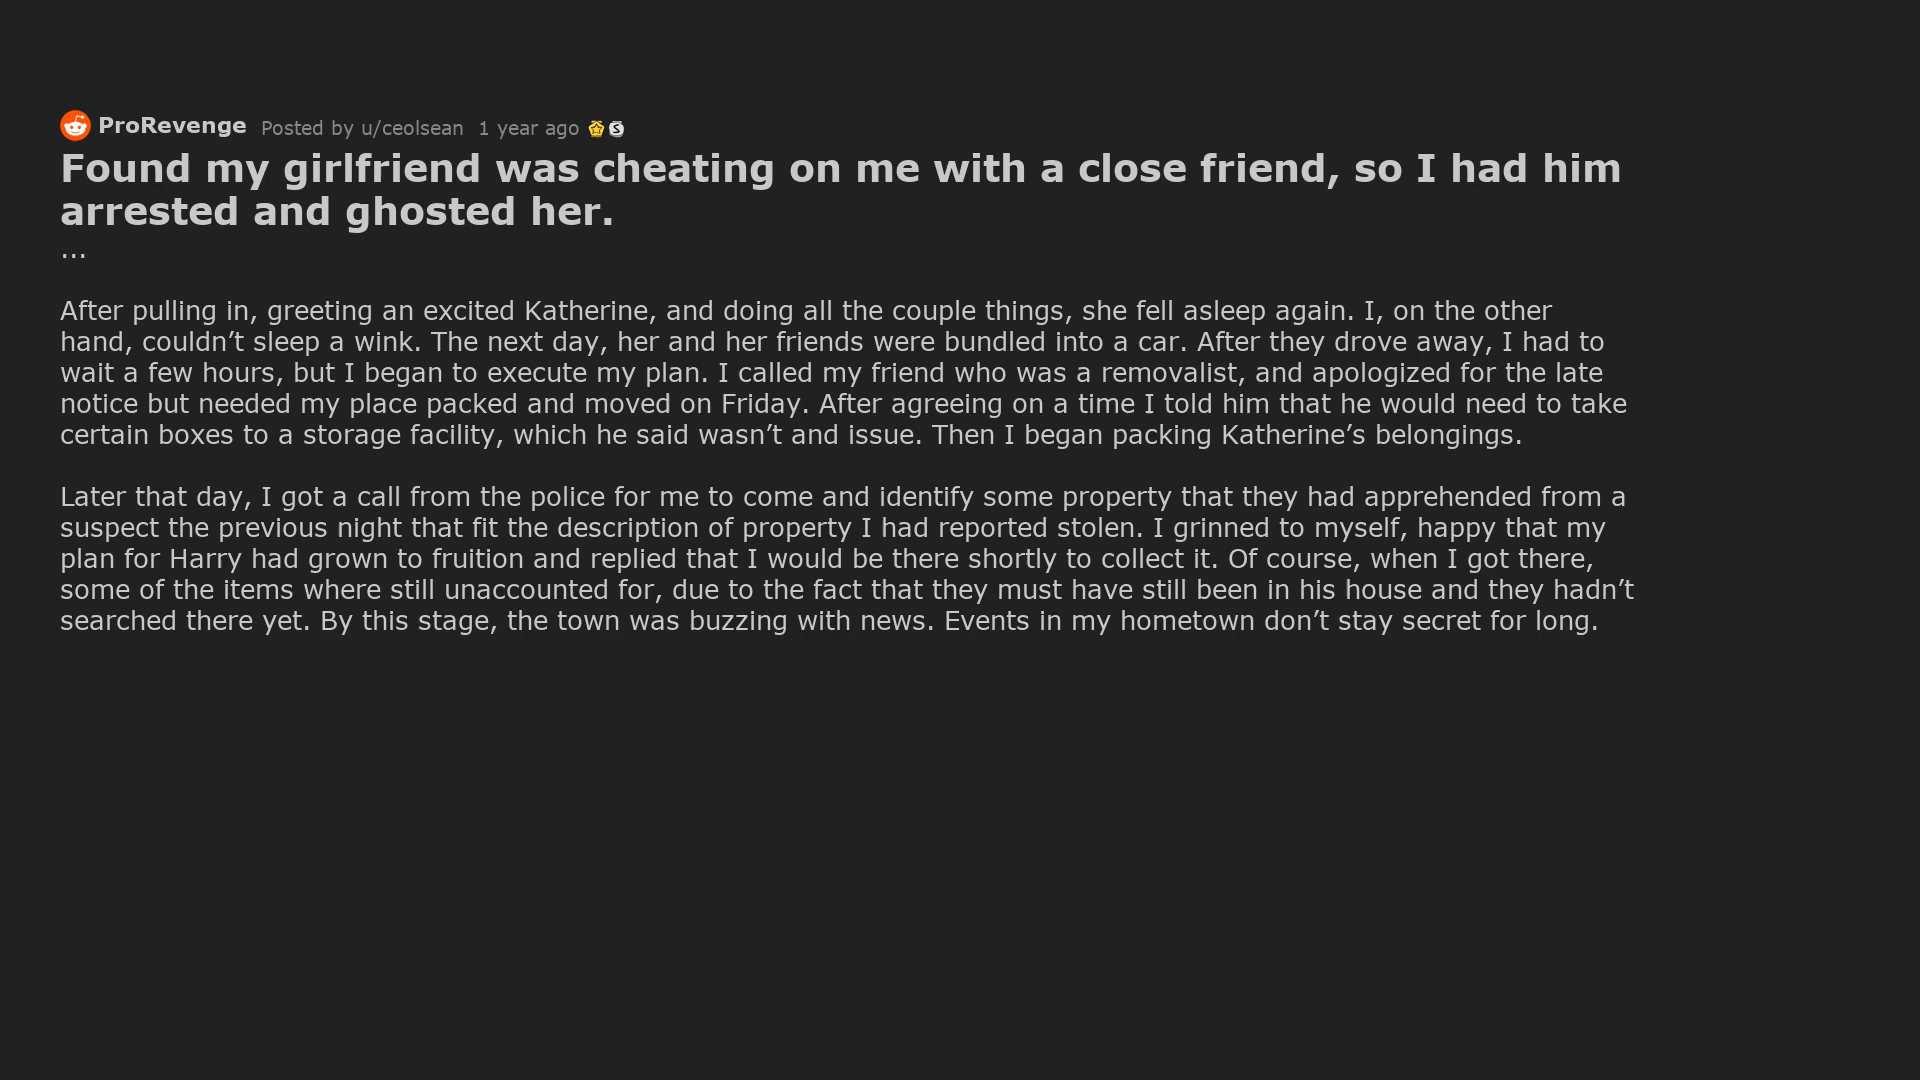 ProRevenge Posted by u/ceolsean 1 year ago
Found my girlfriend was cheating on me with a close friend, so I had him
arrested and ghosted her.
...
After pulling in, greeting an excited Katherine, and doing all the couple things, she fell asleep again. I, on the other
hand, couldn’t sleep a wink. The next day, her and her friends were bundled into a car. After they drove away, I had to
wait a few hours, but I began to execute my plan. I called my friend who was a removalist, and apologized for the late
notice but needed my place packed and moved on Friday. After agreeing on a time I told him that he would need to take
certain boxes to a storage facility, which he said wasn’t and issue. Then I began packing Katherine’s belongings.
Later that day, I got a call from the police for me to come and identify some property that they had apprehended from a
suspect the previous night that fit the description of property I had reported stolen. I grinned to myself, happy that my
plan for Harry had grown to fruition and replied that I would be there shortly to collect it. Of course, when I got there,
some of the items where still unaccounted for, due to the fact that they must have still been in his house and they hadn’t
searched there yet. By this stage, the town was buzzing with news. Events in my hometown don’t stay secret for long.